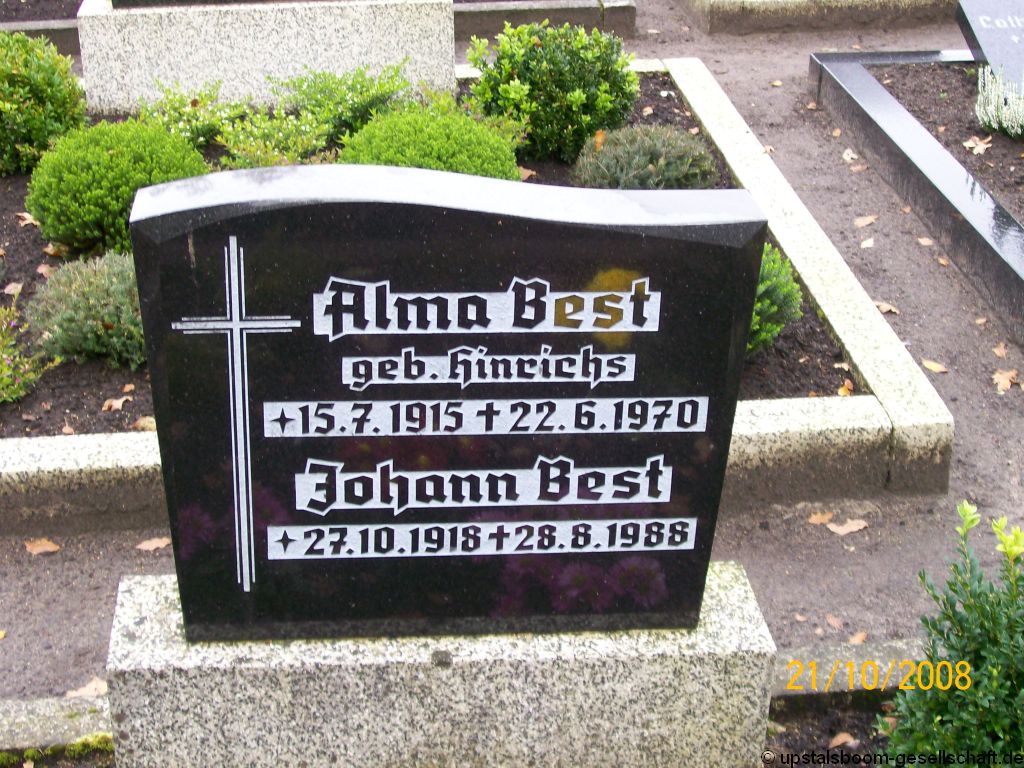 Alma Best
geb. Hinrichs
15.7.1915 † 22.6.1970
Johann Best
27.10.1918 † 28.8.1988
21/10/2008
© upstalsboom-gesellschaft.de